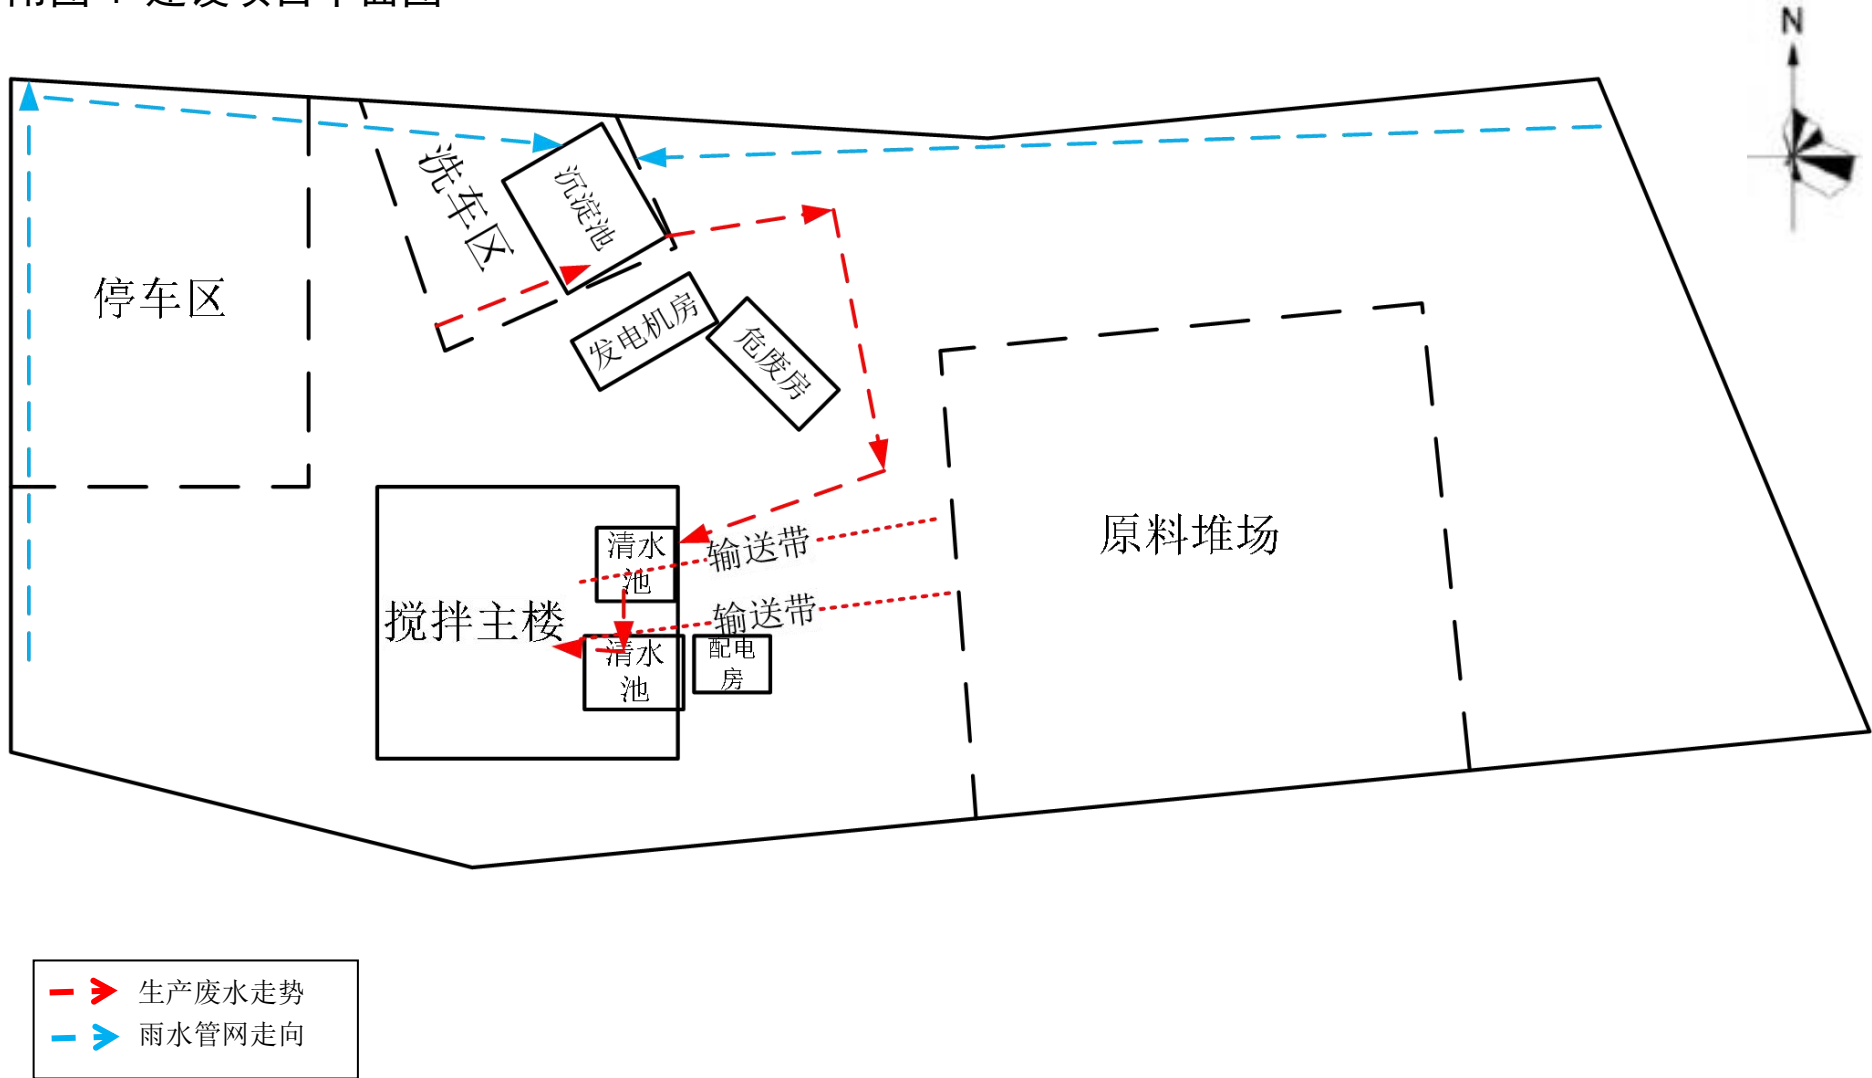 N
洗车区
沉淀池
停车区
发电机房
危废房
原料堆场
清水
池
输送带
搅拌主楼
输送带
清水
池
配电
房
生产废水走势
雨水管网走向